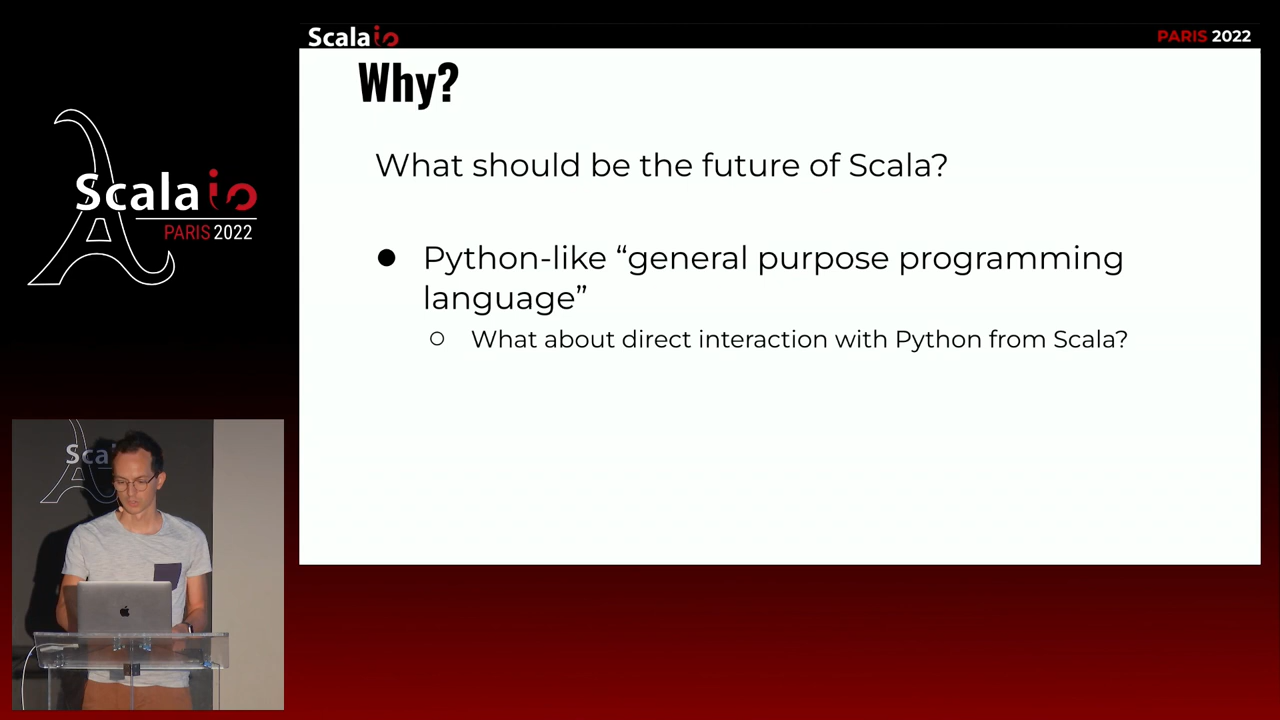 Scalaio
PARIS 2022
Why?
What should be the future of Scala?
● Python-like “general purpose programming
language”
○ What about direct interaction with Python from Scala?
Scalaio
PARIS 2022
Sca